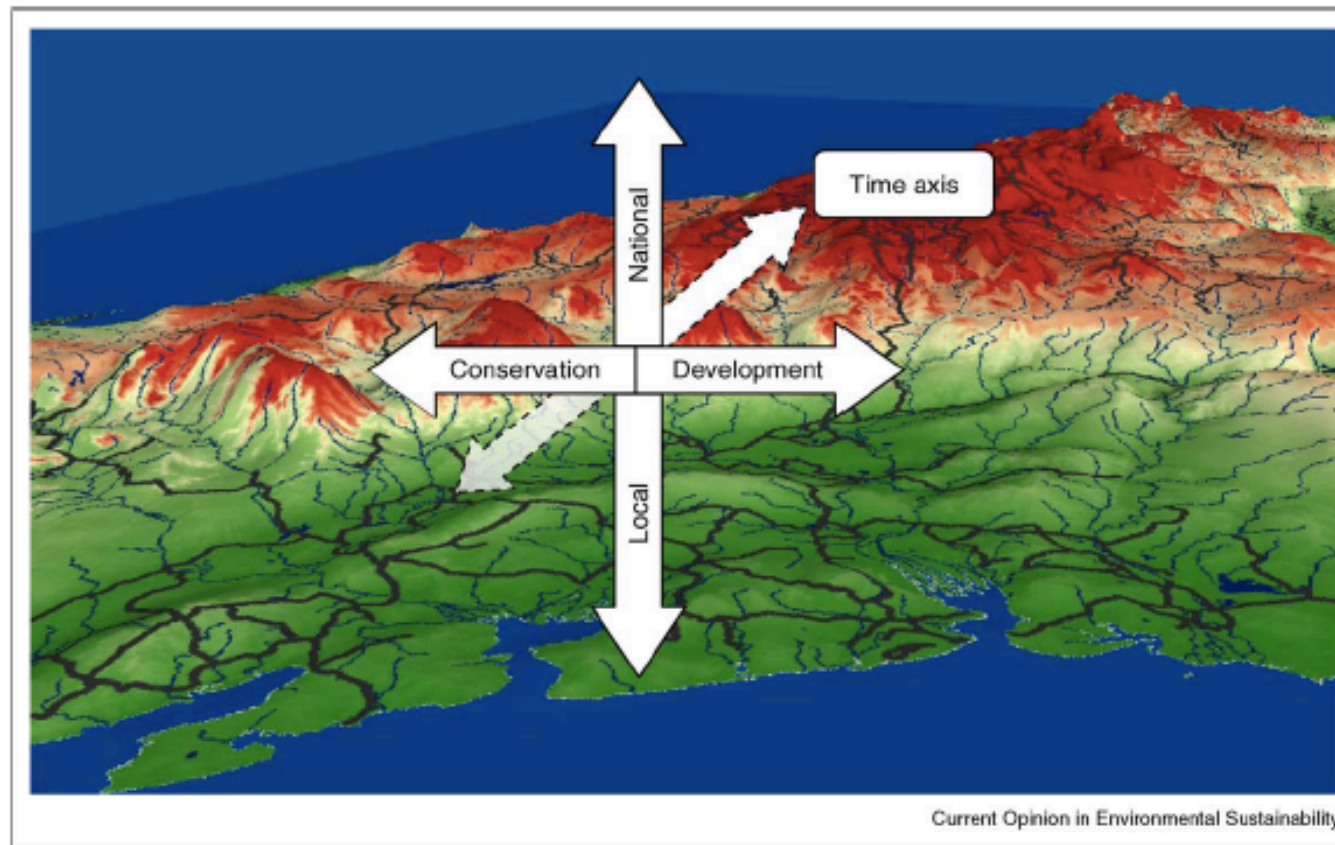 National
Time axis
Conservation
Development
Local
Current Opinion in Environmental Sustainability